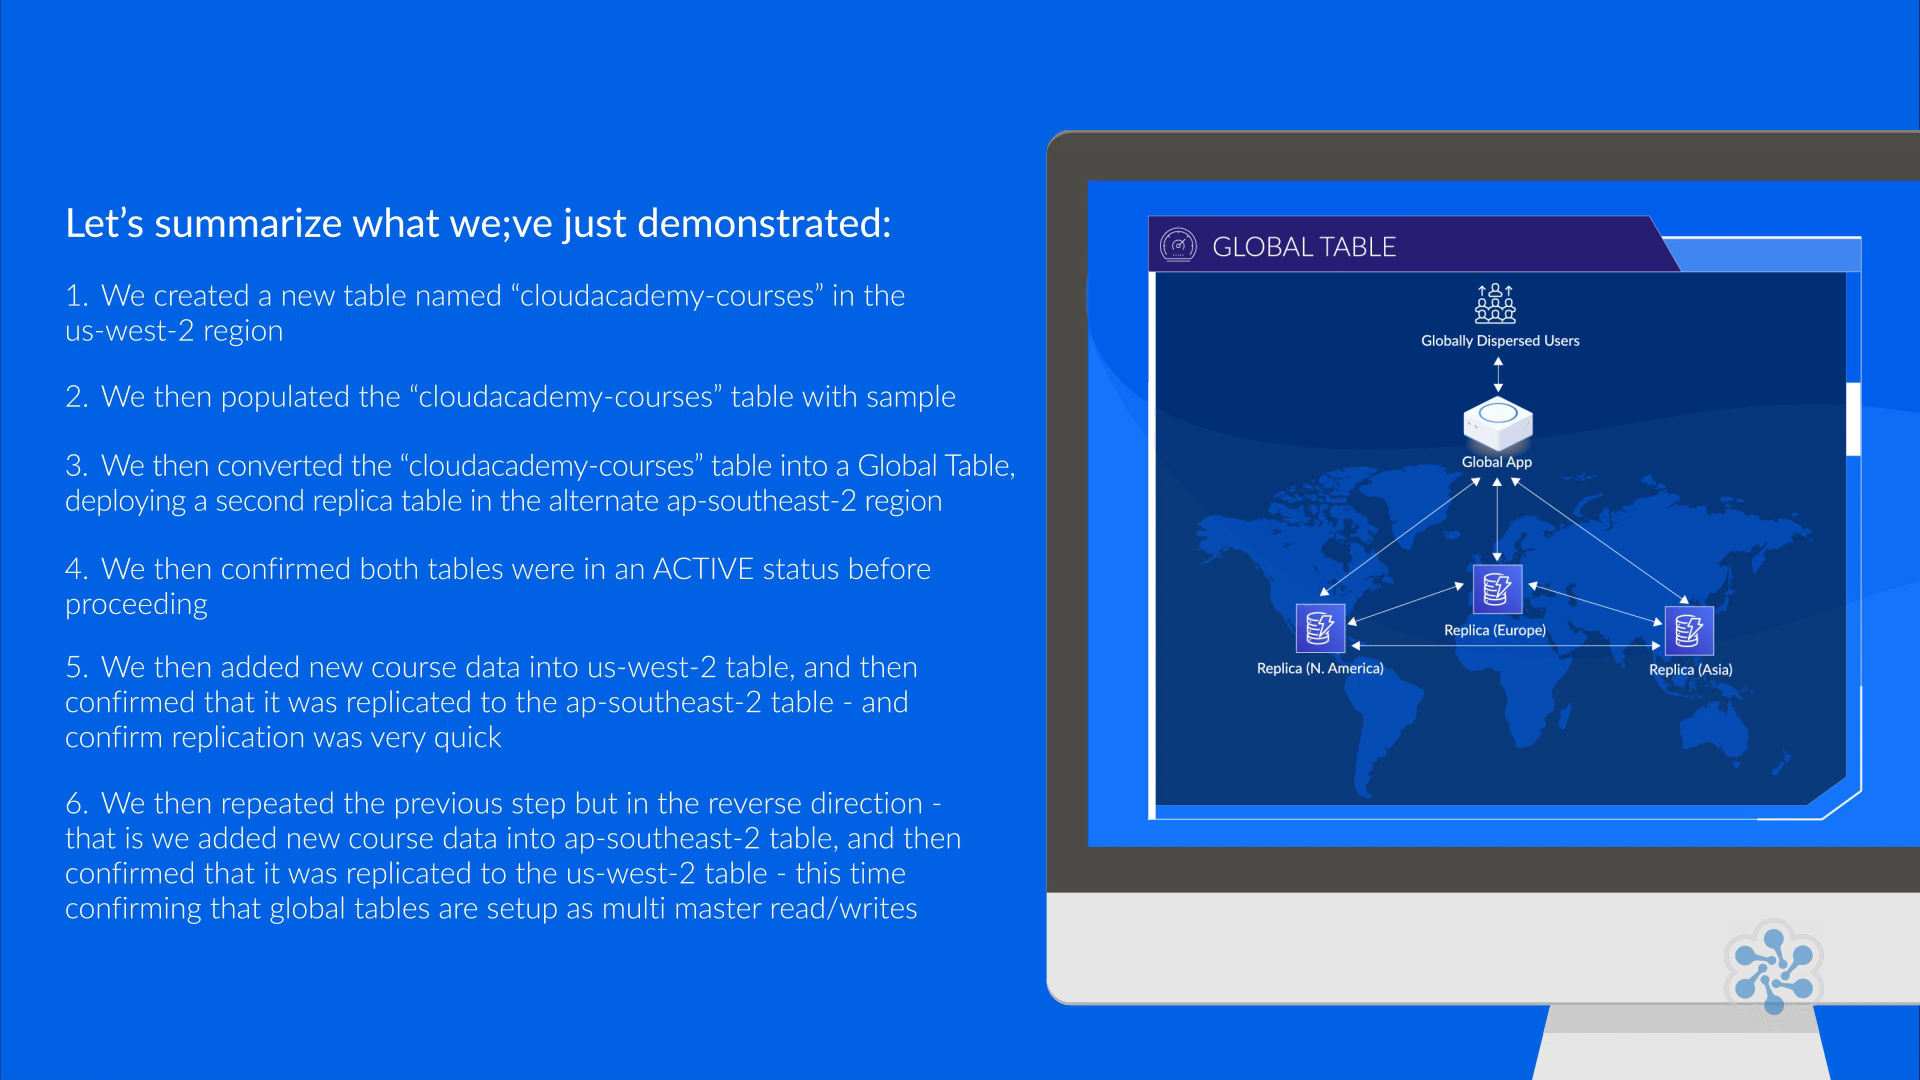 Let’s summarize what we;ve just demonstrated:
1. We created a new table named “cloudacademy-courses” in the
us-west-2 region
2. We then populated the “cloudacademy-courses” table with sample
3. We then converted the “cloudacademy-courses” table into a Global Table,
deploying a second replica table in the alternate ap-southeast-2 region
4. We then confirmed both tables were in an ACTIVE status before
proceeding
5. We then added new course data into us-west-2 table, and then
confirmed that it was replicated to the ap-southeast-2 table - and
confirm replication was very quick
6. We then repeated the previous step but in the reverse direction -
that is we added new course data into ap-southeast-2 table, and then
confirmed that it was replicated to the us-west-2 table - this time
confirming that global tables are setup as multi master read/writes
GLOBAL TABLE
Globally Dispersed Users
Global App
Replica (Europe)
Replica (N. America)
Replica (Asia)